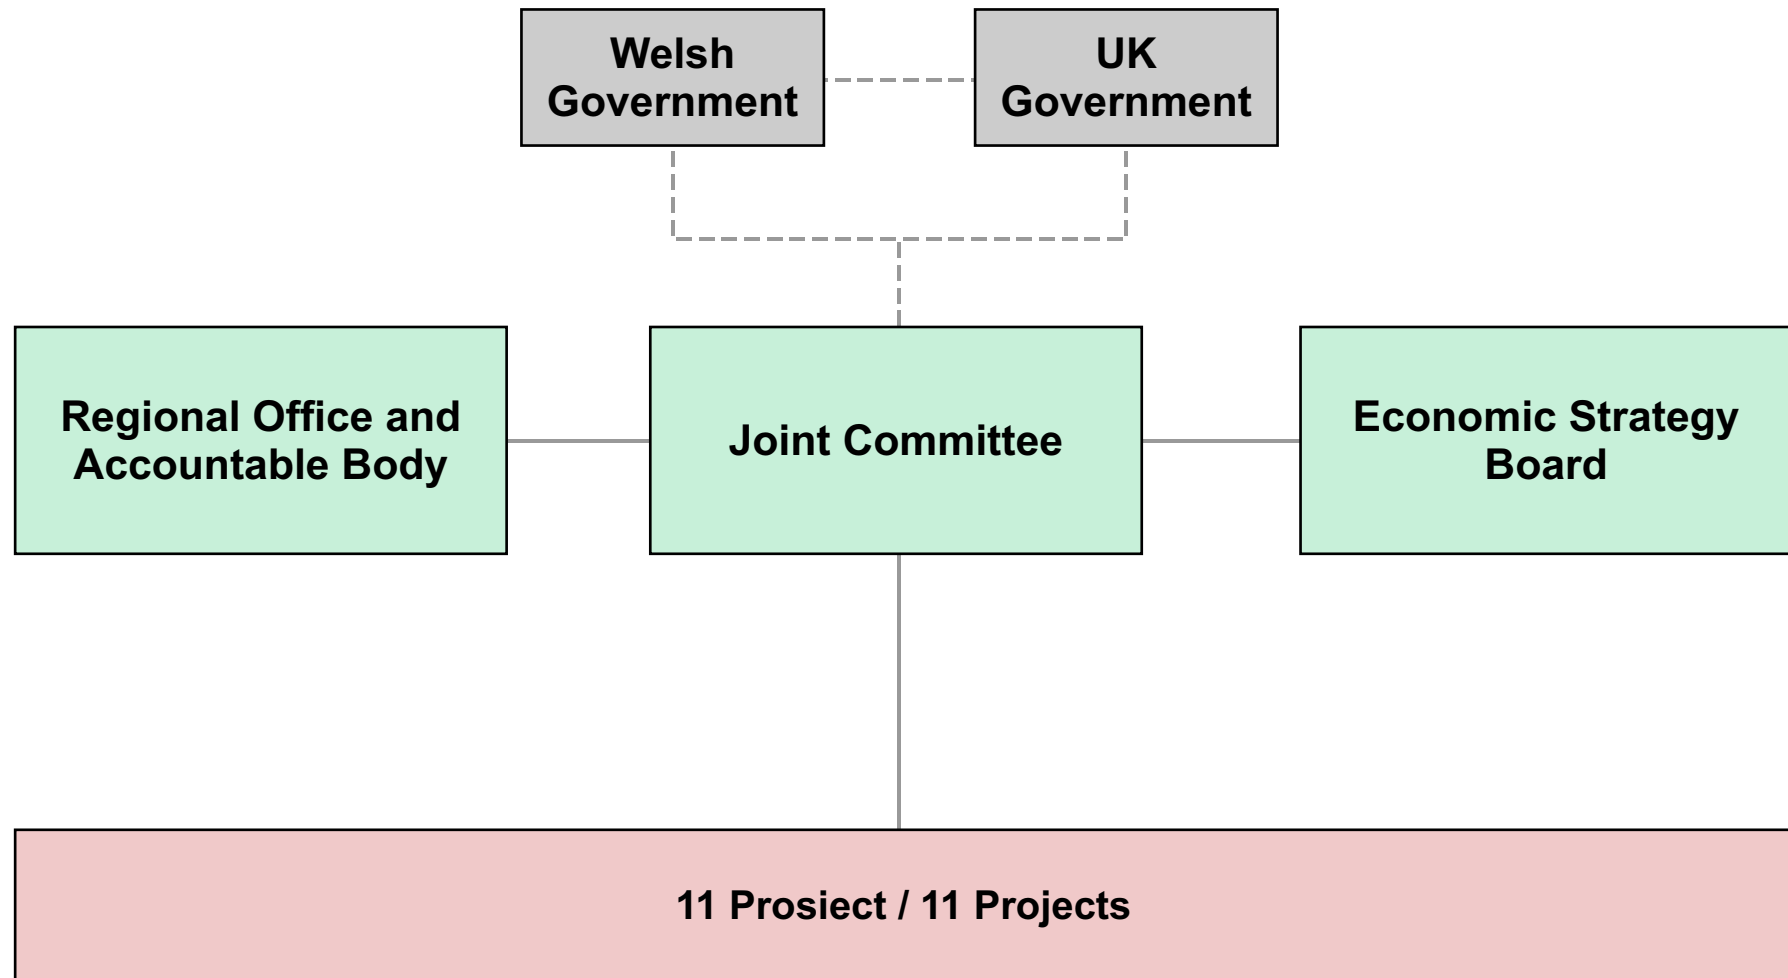 Welsh
Government
UK
Government
Regional Office and
Accountable Body
Joint Committee
Economic Strategy
Board
11 Prosiect / 11 Projects